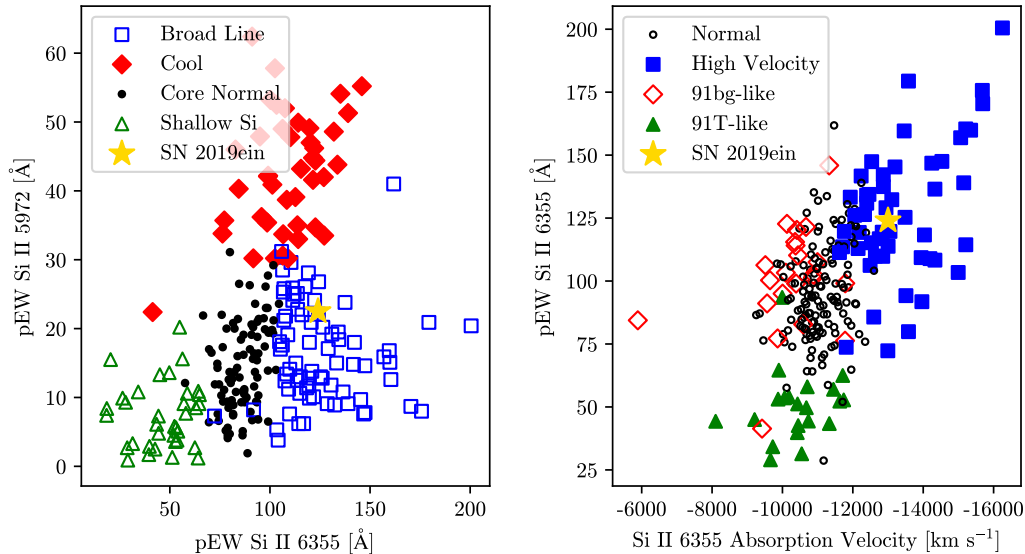 Broad Line
Cool
Core Normal
Shallow Si
SN 2019ein
pEW Si II 5972 [Å]
60
50
40
30
20
10
0
50
100
150
200
pEW Si II 6355 [Å]
Normal
High Velocity
91bg-like
91T-like
SN 2019ein
pEW Si II 6355 [Å]
200
175
150
125
100
75
50
25
-6000
-8000
-10000
-12000
-14000
-16000
Si II 6355 Absorption Velocity [km s⁻¹]